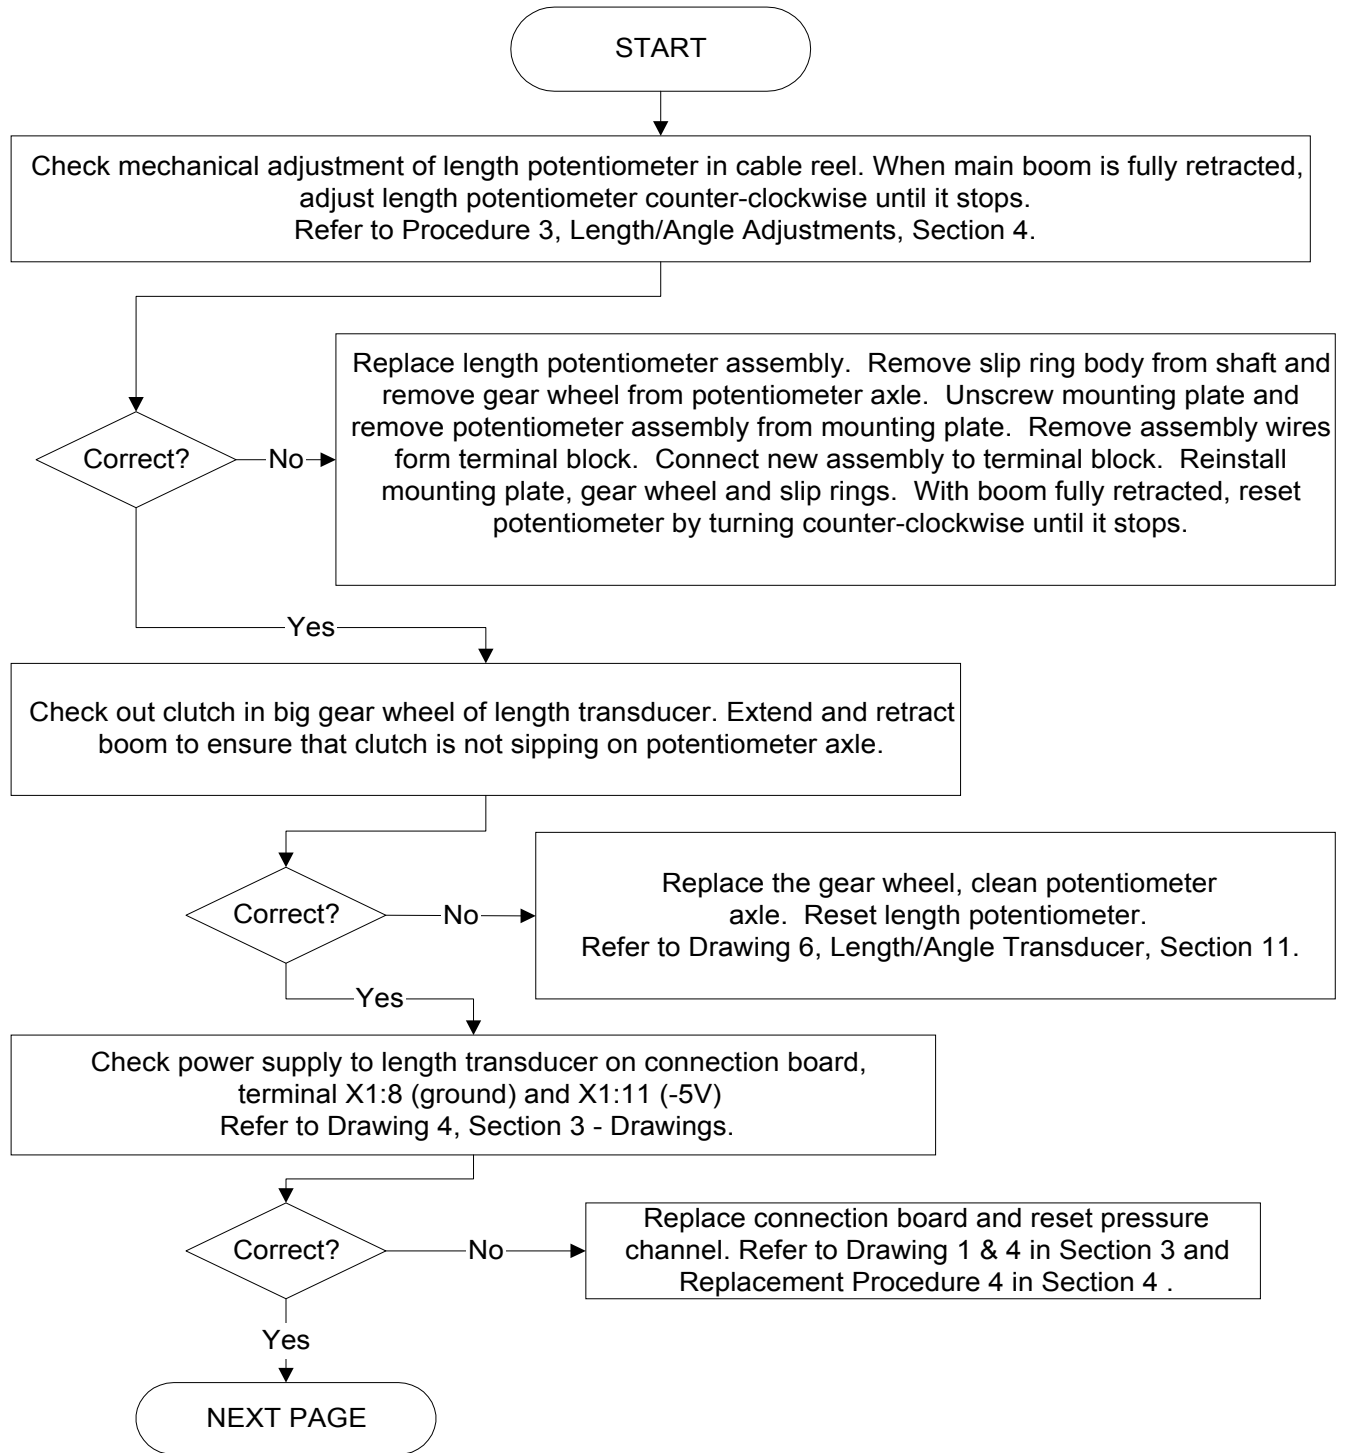 START
Check mechanical adjustment of length potentiometer in cable reel. When main boom is fully retracted,
adjust length potentiometer counter-clockwise until it stops.
Refer to Procedure 3, Length/Angle Adjustments, Section 4.
Replace length potentiometer assembly.  Remove slip ring body from shaft and
remove gear wheel from potentiometer axle.  Unscrew mounting plate and
remove potentiometer assembly from mounting plate.  Remove assembly wires
form terminal block.  Connect new assembly to terminal block.  Reinstall
mounting plate, gear wheel and slip rings.  With boom fully retracted, reset
potentiometer by turning counter-clockwise until it stops.
Correct?
No
Yes
Check out clutch in big gear wheel of length transducer. Extend and retract
boom to ensure that clutch is not sipping on potentiometer axle.
Correct?
No
Replace the gear wheel, clean potentiometer
axle.  Reset length potentiometer.
Refer to Drawing 6, Length/Angle Transducer, Section 11.
Yes
Check power supply to length transducer on connection board,
terminal X1:8 (ground) and X1:11 (-5V)
Refer to Drawing 4, Section 3 - Drawings.
Correct?
No
Replace connection board and reset pressure
channel. Refer to Drawing 1 & 4 in Section 3 and
Replacement Procedure 4 in Section 4 .
Yes
NEXT PAGE